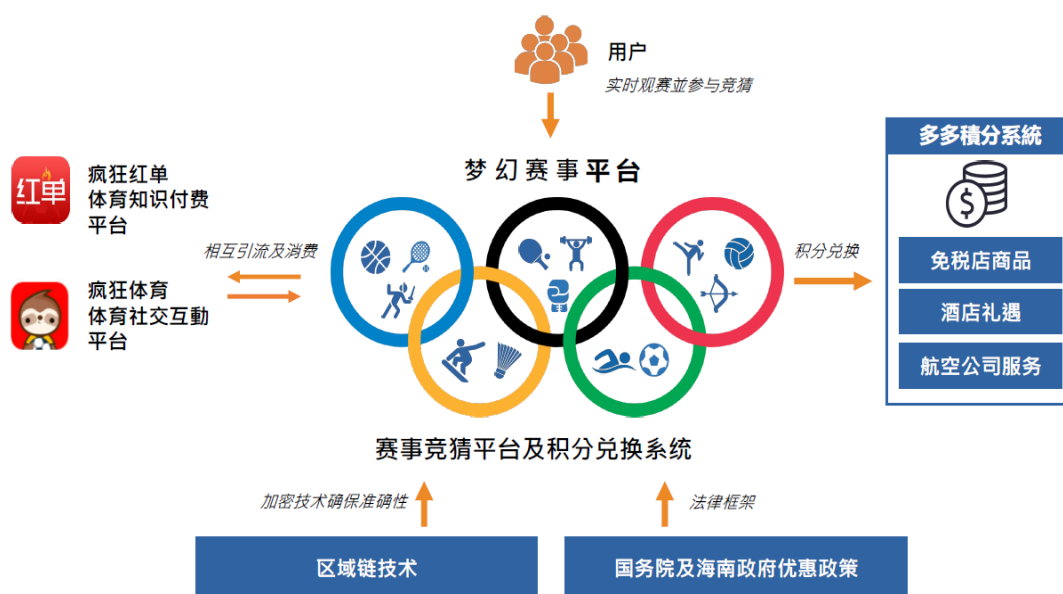 用户
实时观赛並参与竞猜
梦幻赛事平台
多多積分系統
$
免税店商品
酒店礼遇
航空公司服务
积分兑换
红单
疯狂红单
体育知识付费
平台
相互引流及消费
疯狂体育
体育社交互動
平台
赛事竞猜平台及积分兑换系统
加密技术确保准确性
法律框架
区域链技术
国务院及海南政府优惠政策